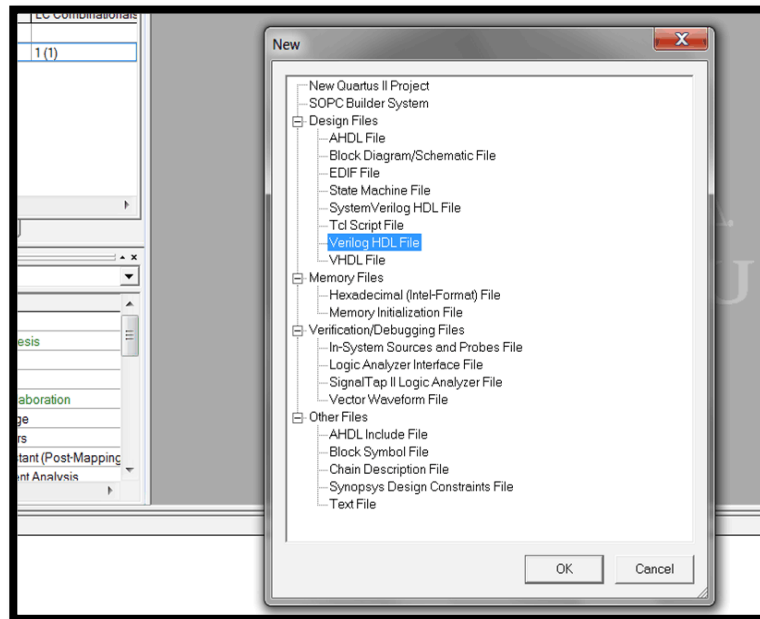 LC Combinationals
1 (1)
esis
aboration
ge
rs
stant (Post-Mapping
ent Analysis
New
New Quartus II Project
SOPC Builder System
Design Files
AHDL File
Block Diagram/Schematic File
EDIF File
State Machine File
SystemVerilog HDL File
Tcl Script File
Verilog HDL File
VHDL File
Memory Files
Hexadecimal (Intel-Format) File
Memory Initialization File
Verification/Debugging Files
In-System Sources and Probes File
Logic Analyzer Interface File
SignalTap II Logic Analyzer File
Vector Waveform File
Other Files
AHDL Include File
Block Symbol File
Chain Description File
Synopsys Design Constraints File
Text File
OK
Cancel